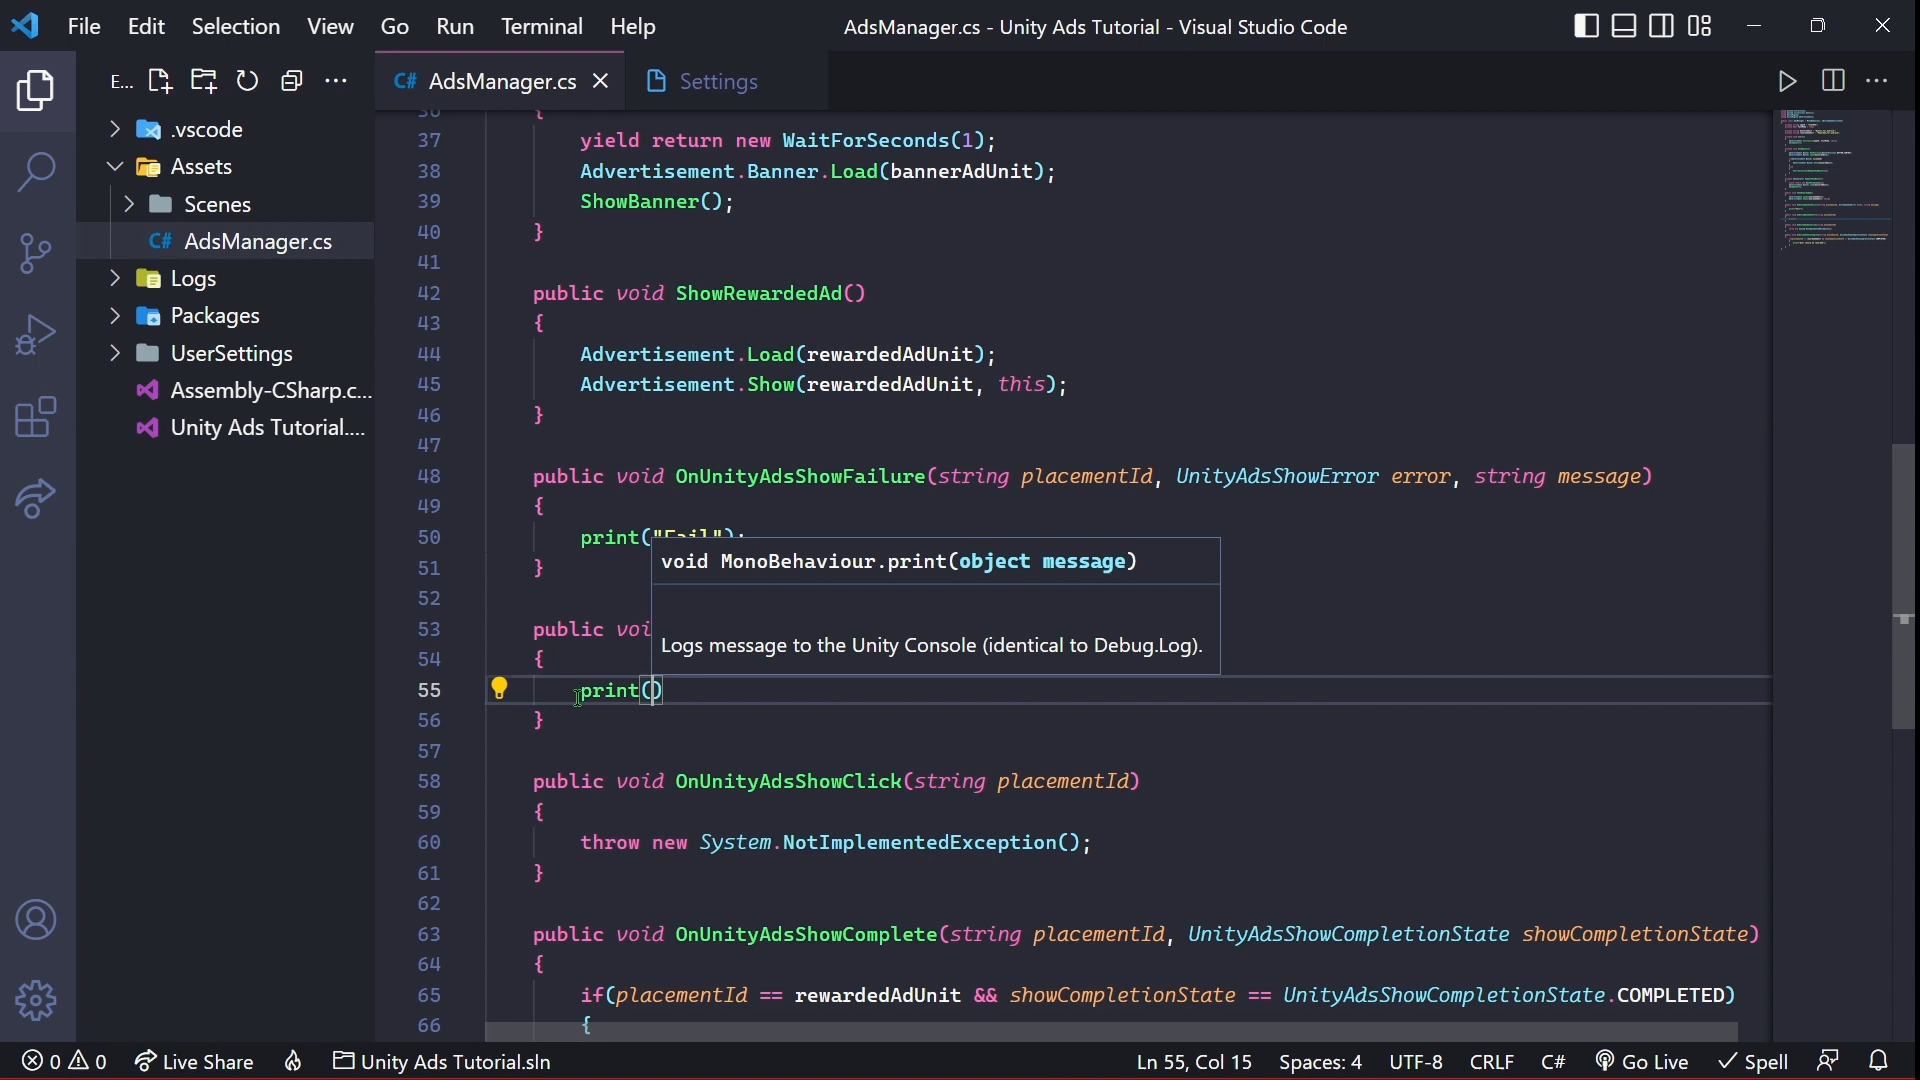 File Edit Selection View Go Run Terminal Help
AdsManager.cs - Unity Ads Tutorial - Visual Studio Code
E...
C# AdsManager.cs
Settings
.vscode
Assets
Scenes
C# AdsManager.cs
Logs
Packages
UserSettings
Assembly-CSharp.c...
Unity Ads Tutorial....
36 {
37 yield return new WaitForSeconds(1);
38 Advertisement.Banner.Load(bannerAdUnit);
39 ShowBanner();
40 }
41
42 public void ShowRewardedAd()
43 {
44 Advertisement.Load(rewardedAdUnit);
45 Advertisement.Show(rewardedAdUnit, this);
46 }
47
48 public void OnUnityAdsShowFailure(string placementId, UnityAdsShowError error, string message)
49 {
50 print("Fail");
void MonoBehaviour.print(object message)
51 }
52
53 public voi
Logs message to the Unity Console (identical to Debug.Log).
54 {
55 print()
56 }
57
58 public void OnUnityAdsShowClick(string placementId)
59 {
60 throw new System.NotImplementedException();
61 }
62
63 public void OnUnityAdsShowComplete(string placementId, UnityAdsShowCompletionState showCompletionState)
64 {
65 if(placementId == rewardedAdUnit && showCompletionState == UnityAdsShowCompletionState.COMPLETED)
66 {
0 0 Live Share Unity Ads Tutorial.sln Ln 55, Col 15 Spaces: 4 UTF-8 CRLF C# Go Live Spell